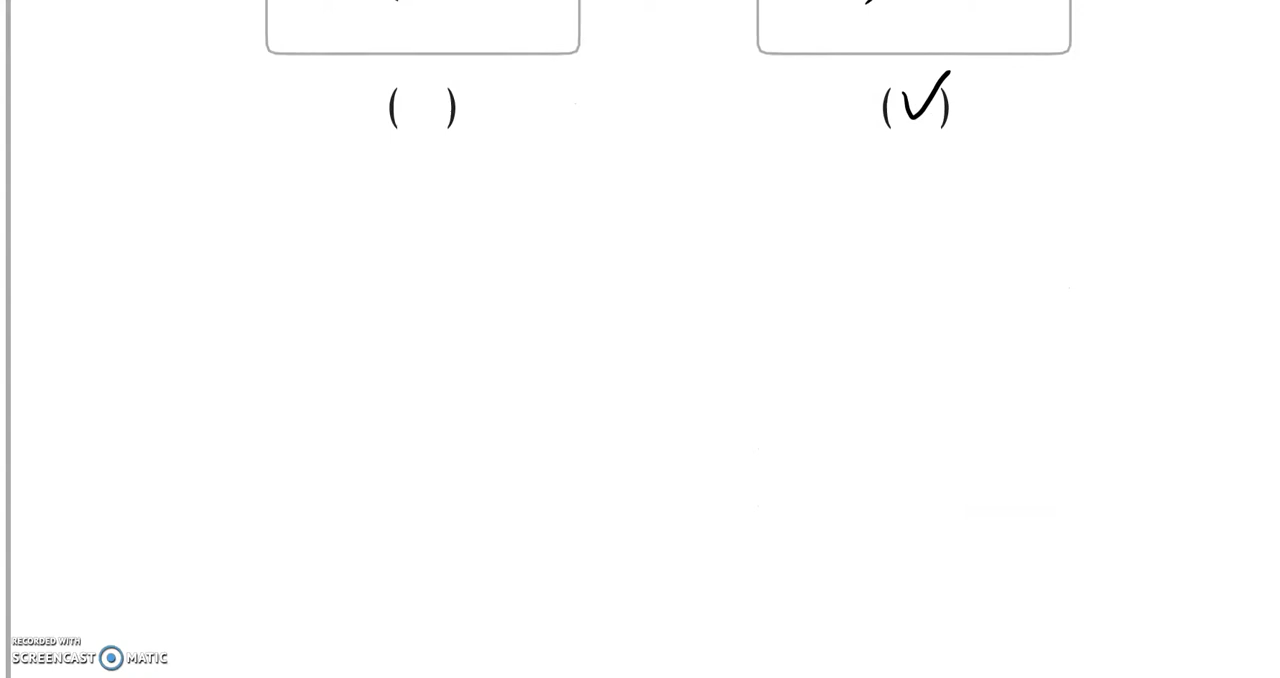 ( ) (✓)
RECORDED WITH
SCREENCAST MATIC